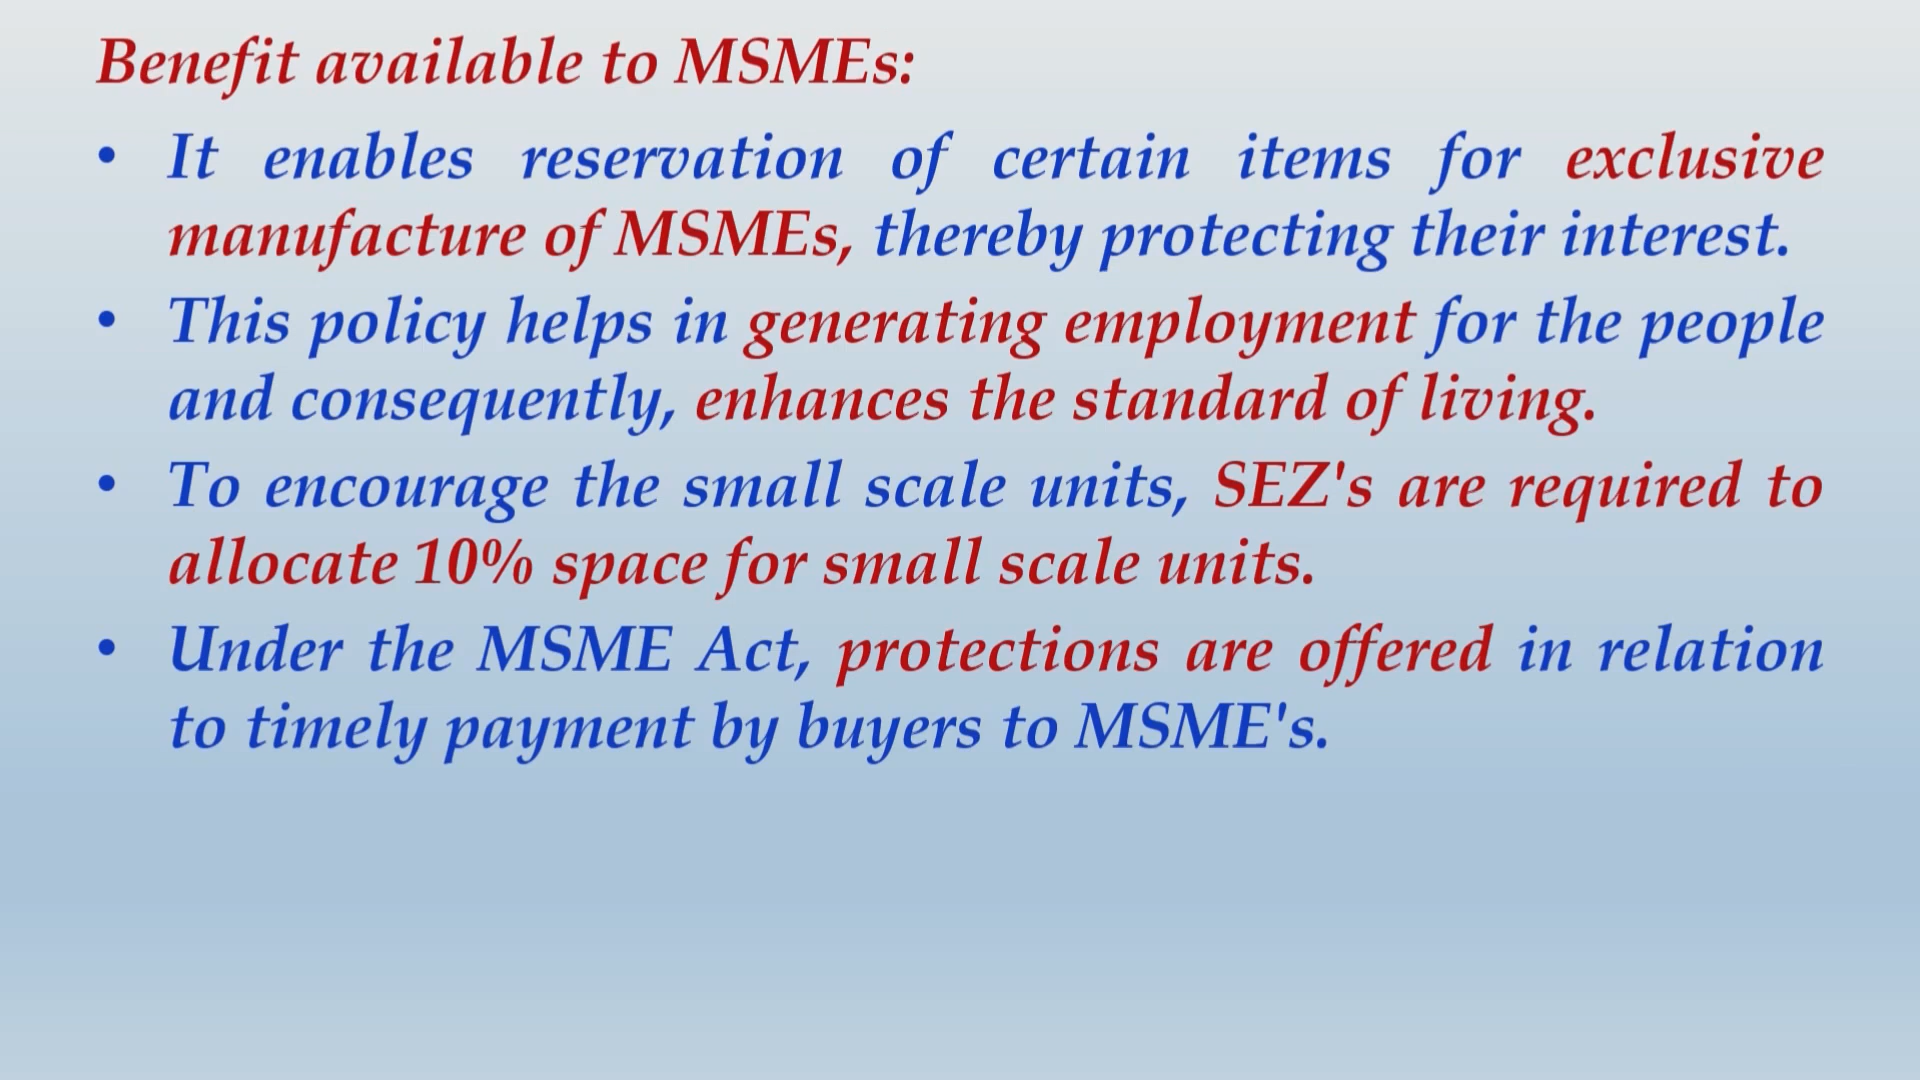 Benefit available to MSMEs:
• It enables reservation of certain items for exclusive
manufacture of MSMEs, thereby protecting their interest.
• This policy helps in generating employment for the people
and consequently, enhances the standard of living.
• To encourage the small scale units, SEZ's are required to
allocate 10% space for small scale units.
• Under the MSME Act, protections are offered in relation
to timely payment by buyers to MSME's.